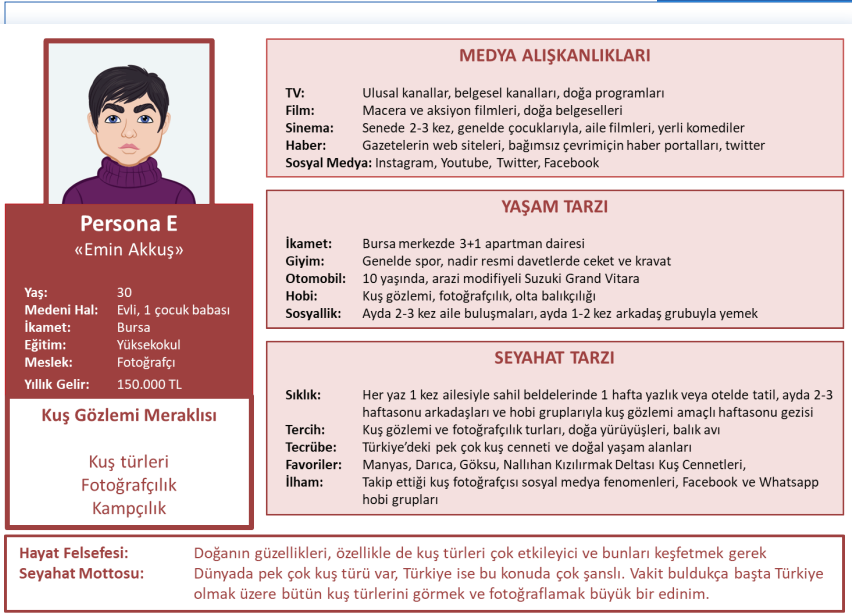 Persona E
«Emin Akkuş»
Yaş: 30
Medeni Hal: Evli, 1 çocuk babası
İkamet: Bursa
Eğitim: Yüksekokul
Meslek: Fotoğrafçı
Yıllık Gelir: 150.000 TL
Kuş Gözlemi Meraklısı
Kuş türleri
Fotoğrafçılık
Kampçılık
MEDYA ALIŞKANLIKLARI
TV: Ulusal kanallar, belgesel kanalları, doğa programları
Film: Macera ve aksiyon filmleri, doğa belgeselleri
Sinema: Senede 2-3 kez, genelde çocuklarıyla, aile filmleri, yerli komediler
Haber: Gazetelerin web siteleri, bağımsız çevrimiçin haber portalları, twitter
Sosyal Medya: Instagram, Youtube, Twitter, Facebook
YAŞAM TARZI
İkamet: Bursa merkezde 3+1 apartman dairesi
Giyim: Genelde spor, nadir resmi davetlerde ceket ve kravat
Otomobil: 10 yaşında, arazi modifiyeli Suzuki Grand Vitara
Hobi: Kuş gözlemi, fotoğrafçılık, olta balıkçılığı
Sosyallik: Ayda 2-3 kez aile buluşmaları, ayda 1-2 kez arkadaş grubuyla yemek
SEYAHAT TARZI
Sıklık: Her yaz 1 kez ailesiyle sahil beldelerinde 1 hafta yazlık veya otelde tatil, ayda 2-3
haftasonu arkadaşları ve hobi gruplarıyla kuş gözlemi amaçlı haftasonu gezisi
Tercih: Kuş gözlemi ve fotoğrafçılık turları, doğa yürüyüşleri, balık avı
Tecrübe: Türkiye'deki pek çok kuş cenneti ve doğal yaşam alanları
Favoriler: Manyas, Darıca, Göksu, Nallıhan Kızılırmak Deltası Kuş Cennetleri,
İlham: Takip ettiği kuş fotoğrafçısı sosyal medya fenomenleri, Facebook ve Whatsapp
hobi grupları
Hayat Felsefesi: Doğanın güzellikleri, özellikle de kuş türleri çok etkileyici ve bunları keşfetmek gerek
Seyahat Mottosu: Dünyada pek çok kuş türü var, Türkiye ise bu konuda çok şanslı. Vakit buldukça başta Türkiye
olmak üzere bütün kuş türlerini görmek ve fotoğraflamak büyük bir edinim.